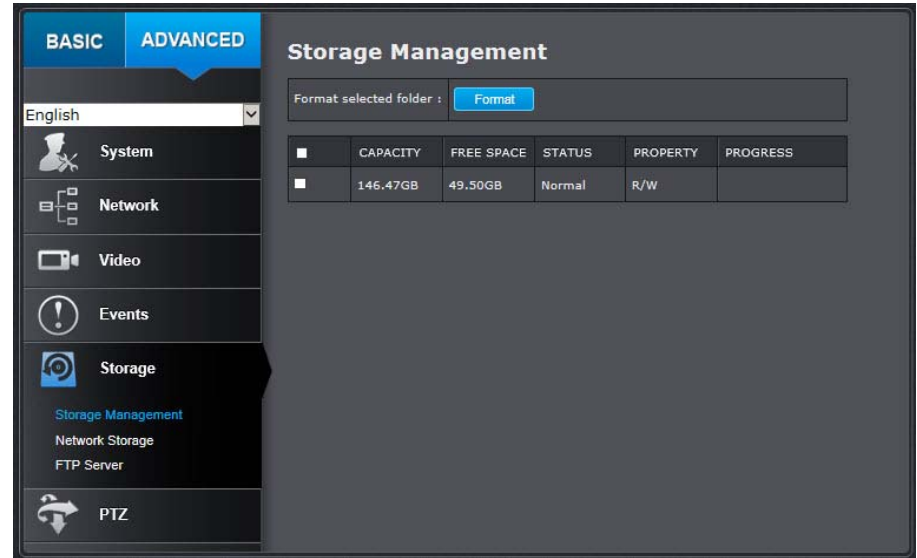 BASIC ADVANCED
English
System
Network
Video
Events
Storage
Storage Management
Network Storage
FTP Server
PTZ
Storage Management
Format selected folder : Format
CAPACITY FREE SPACE STATUS PROPERTY PROGRESS
146.47GB 49.50GB Normal R/W